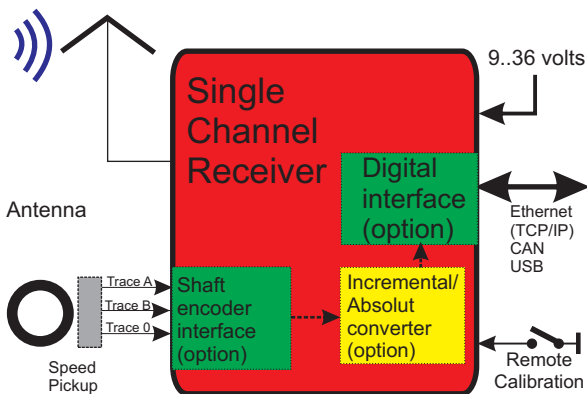 9..36 volts
Single
Channel
Receiver
Digital
interface
(option)
Antenna
Ethernet
(TCP/IP)
CAN
USB
Trace A
Trace B
Trace 0
Shaft
encoder
interface
(option)
Incremental/
Absolut
converter
(option)
Speed
Pickup
Remote
Calibration